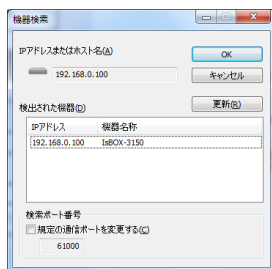 機器検索
IPアドレスまたはホスト名(A)
192.168.0.100
OK
キャンセル
検出された機器(D)
更新(R)
IPアドレス 機器名称
192.168.0.100 IsBOX-3150
検索ポート番号
規定の通信ポートを変更する(C)
61000